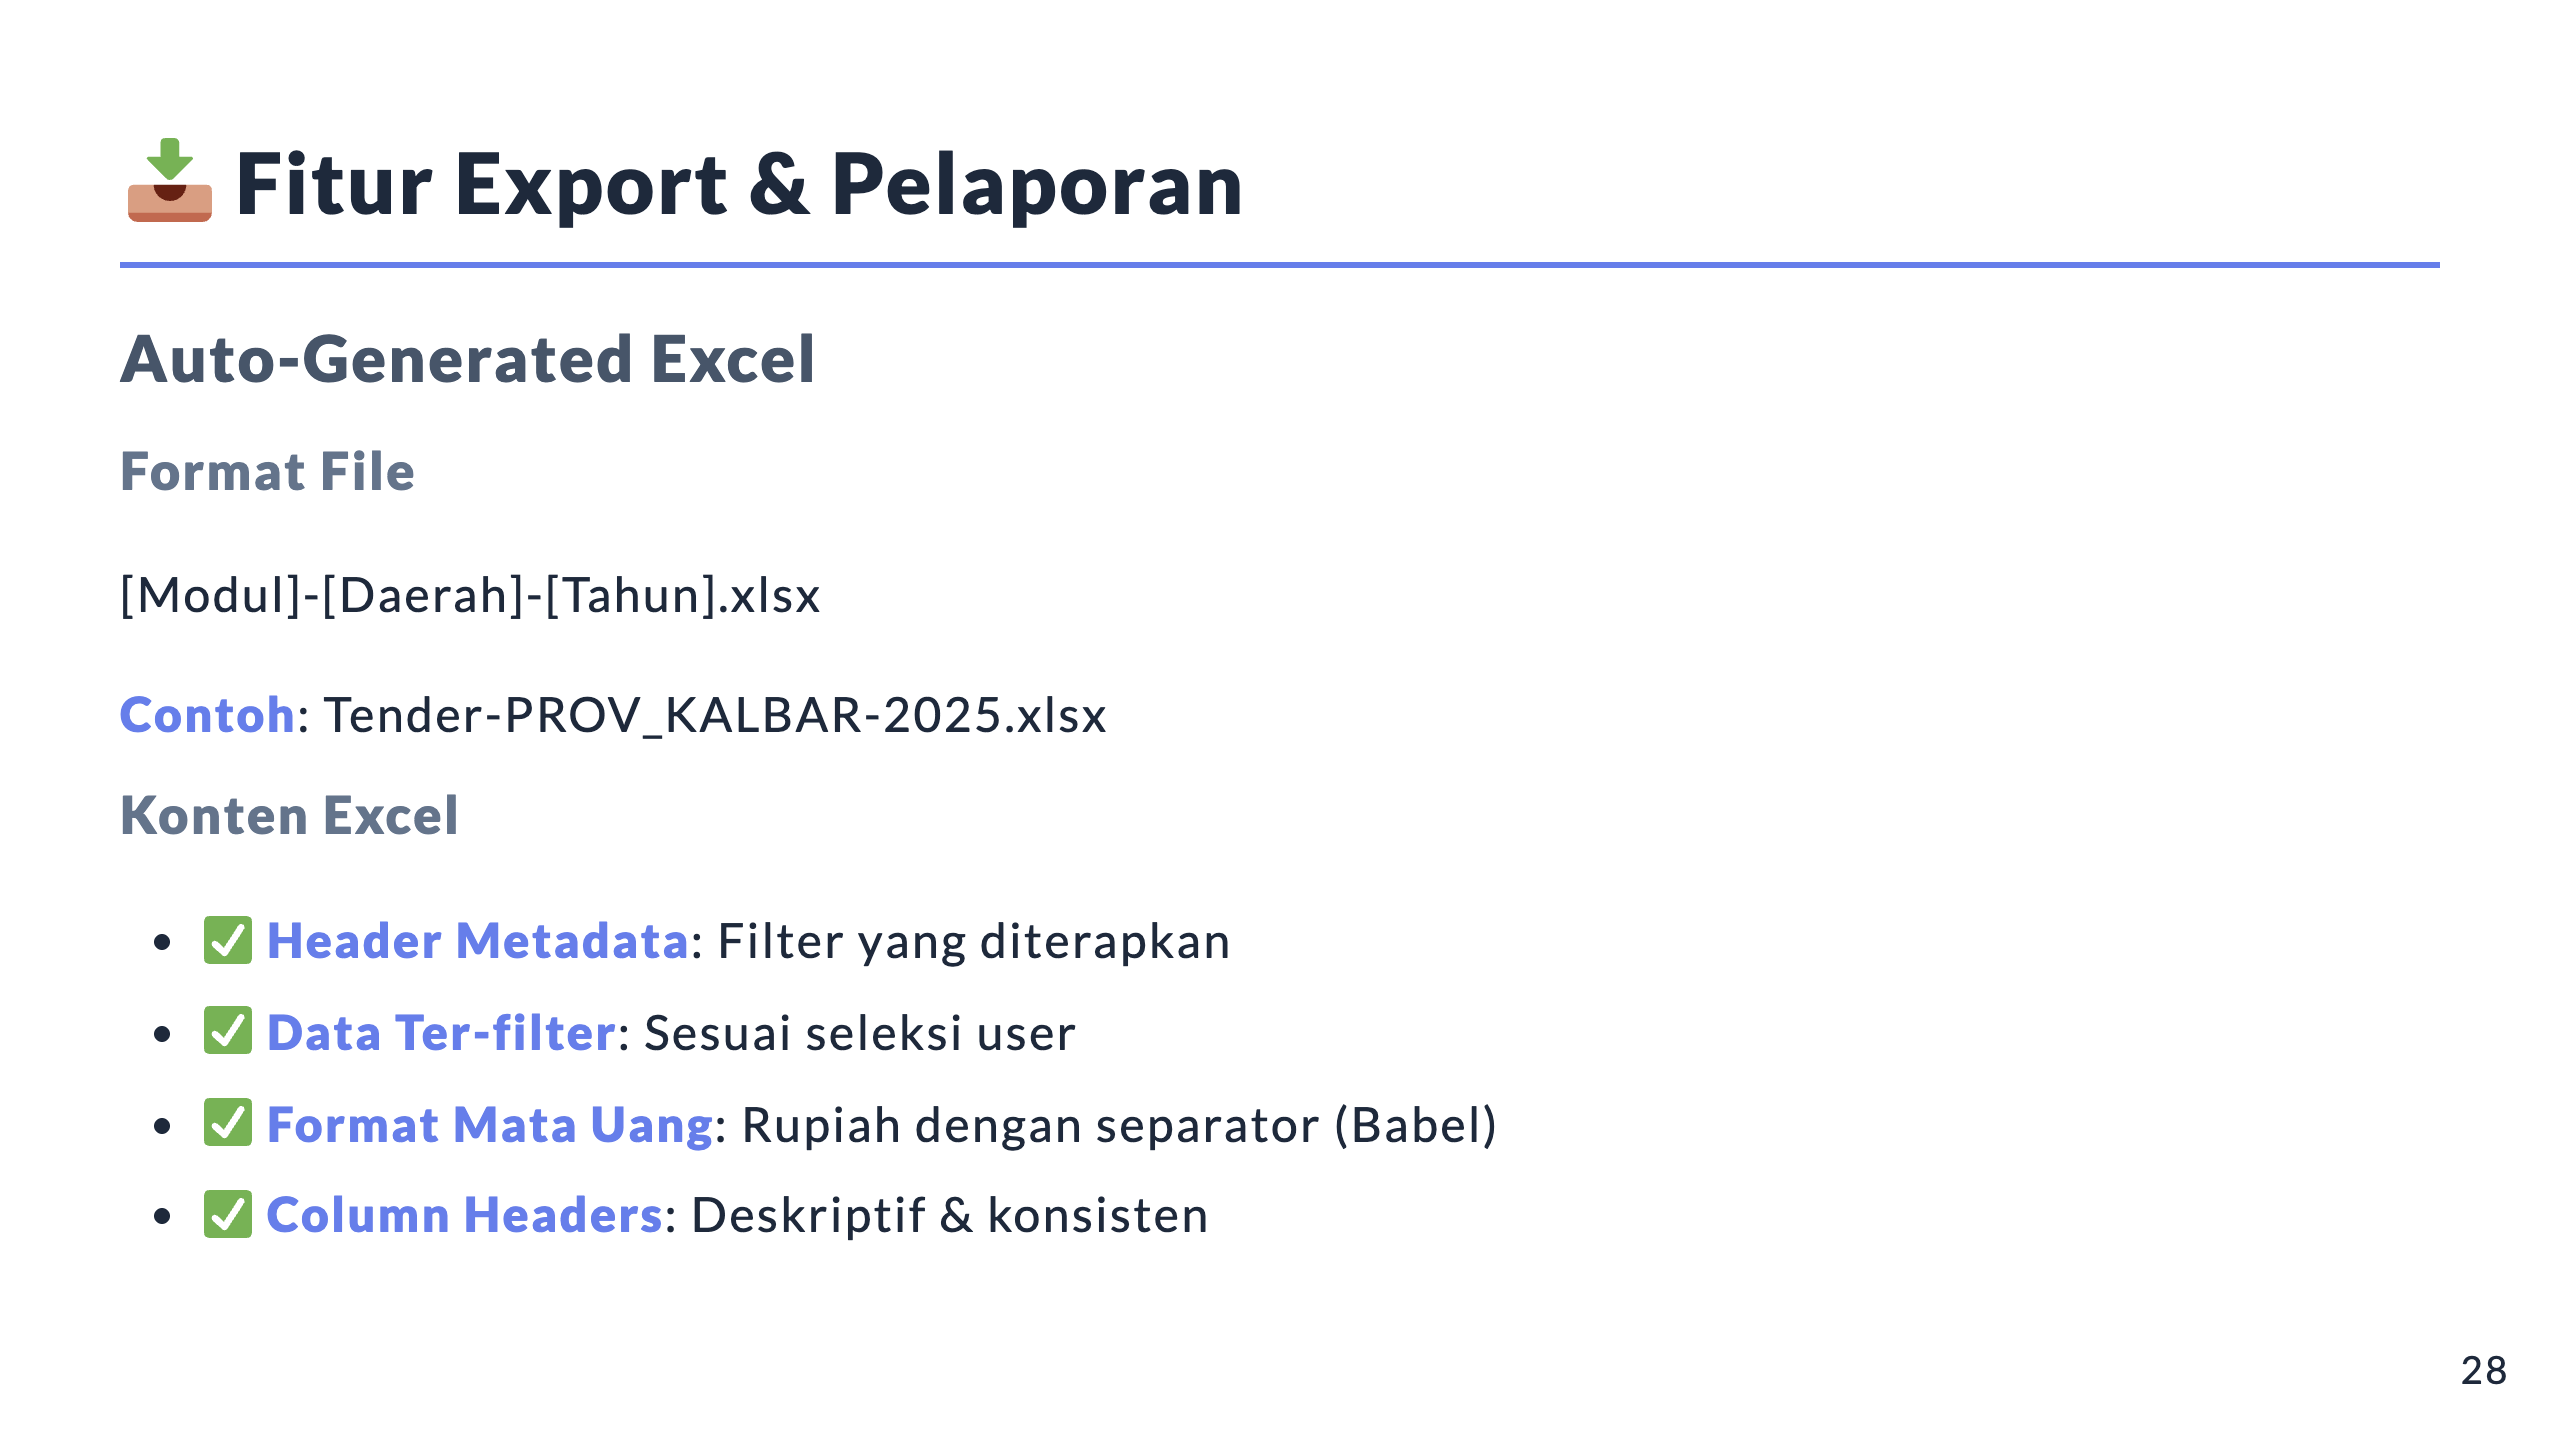 📥 Fitur Export & Pelaporan
Auto-Generated Excel
Format File
[Modul]-[Daerah]-[Tahun].xlsx
Contoh: Tender-PROV_KALBAR-2025.xlsx
Konten Excel
• ✅ Header Metadata: Filter yang diterapkan
• ✅ Data Ter-filter: Sesuai seleksi user
• ✅ Format Mata Uang: Rupiah dengan separator (Babel)
• ✅ Column Headers: Deskriptif & konsisten
28